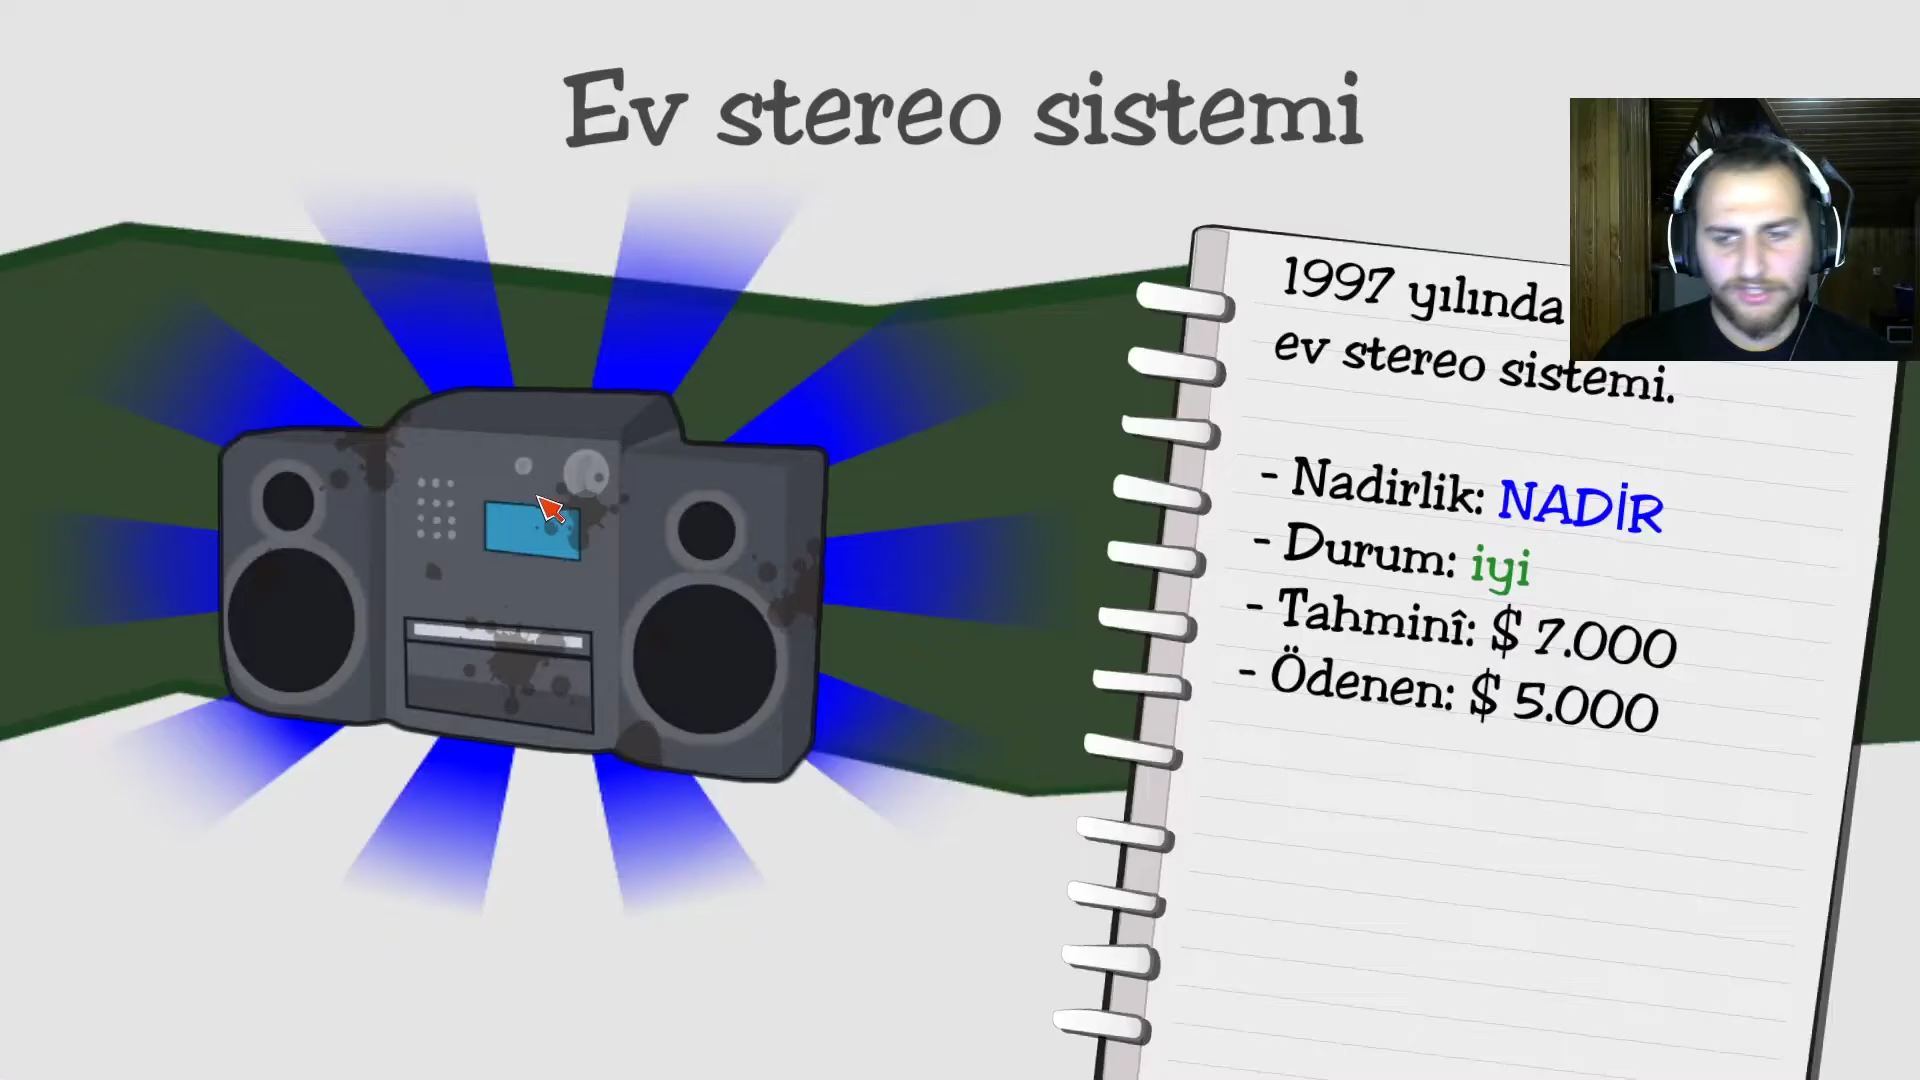 Ev stereo sistemi
1997 yılında
ev stereo sistemi.
- Nadirlik: NADİR
- Durum: iyi
- Tahminî: $ 7.000
- Ödenen: $ 5.000